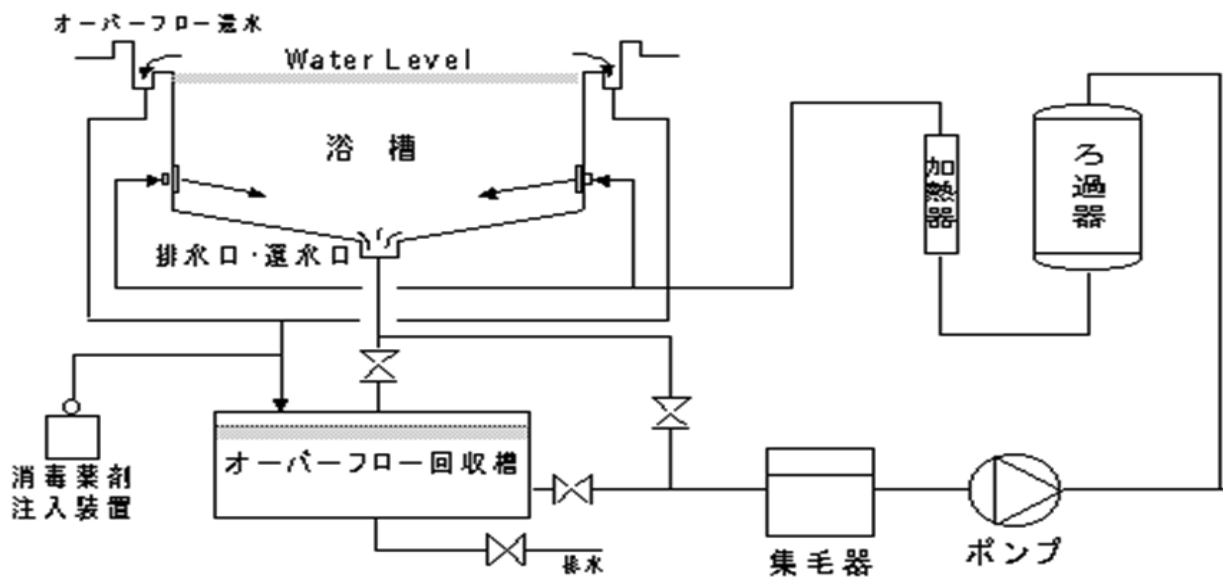 オーバーフロー還水
Water Level
浴槽
加熱器
ろ過器
排水口・還水口
消毒薬剤
注入装置
オーバーフロー回収槽
排水
集毛器
ポンプ